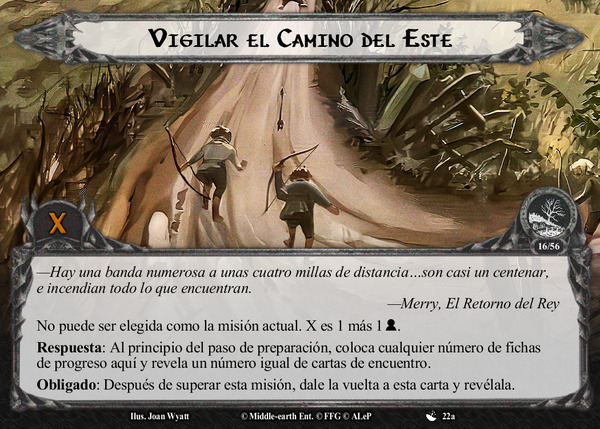 Vigilar el Camino del Este
X
16/56
—Hay una banda numerosa a unas cuatro millas de distancia…son casi un centenar,
e incendian todo lo que encuentran.
—Merry, El Retorno del Rey
No puede ser elegida como la misión actual. X es 1 más 1.
Respuesta: Al principio del paso de preparación, coloca cualquier número de fichas
de progreso aquí y revela un número igual de cartas de encuentro.
Obligado: Después de superar esta misión, dale la vuelta a esta carta y revélala.
Ilus. Joan Wyatt © Middle-earth Ent. © FFG © ALeP 22a